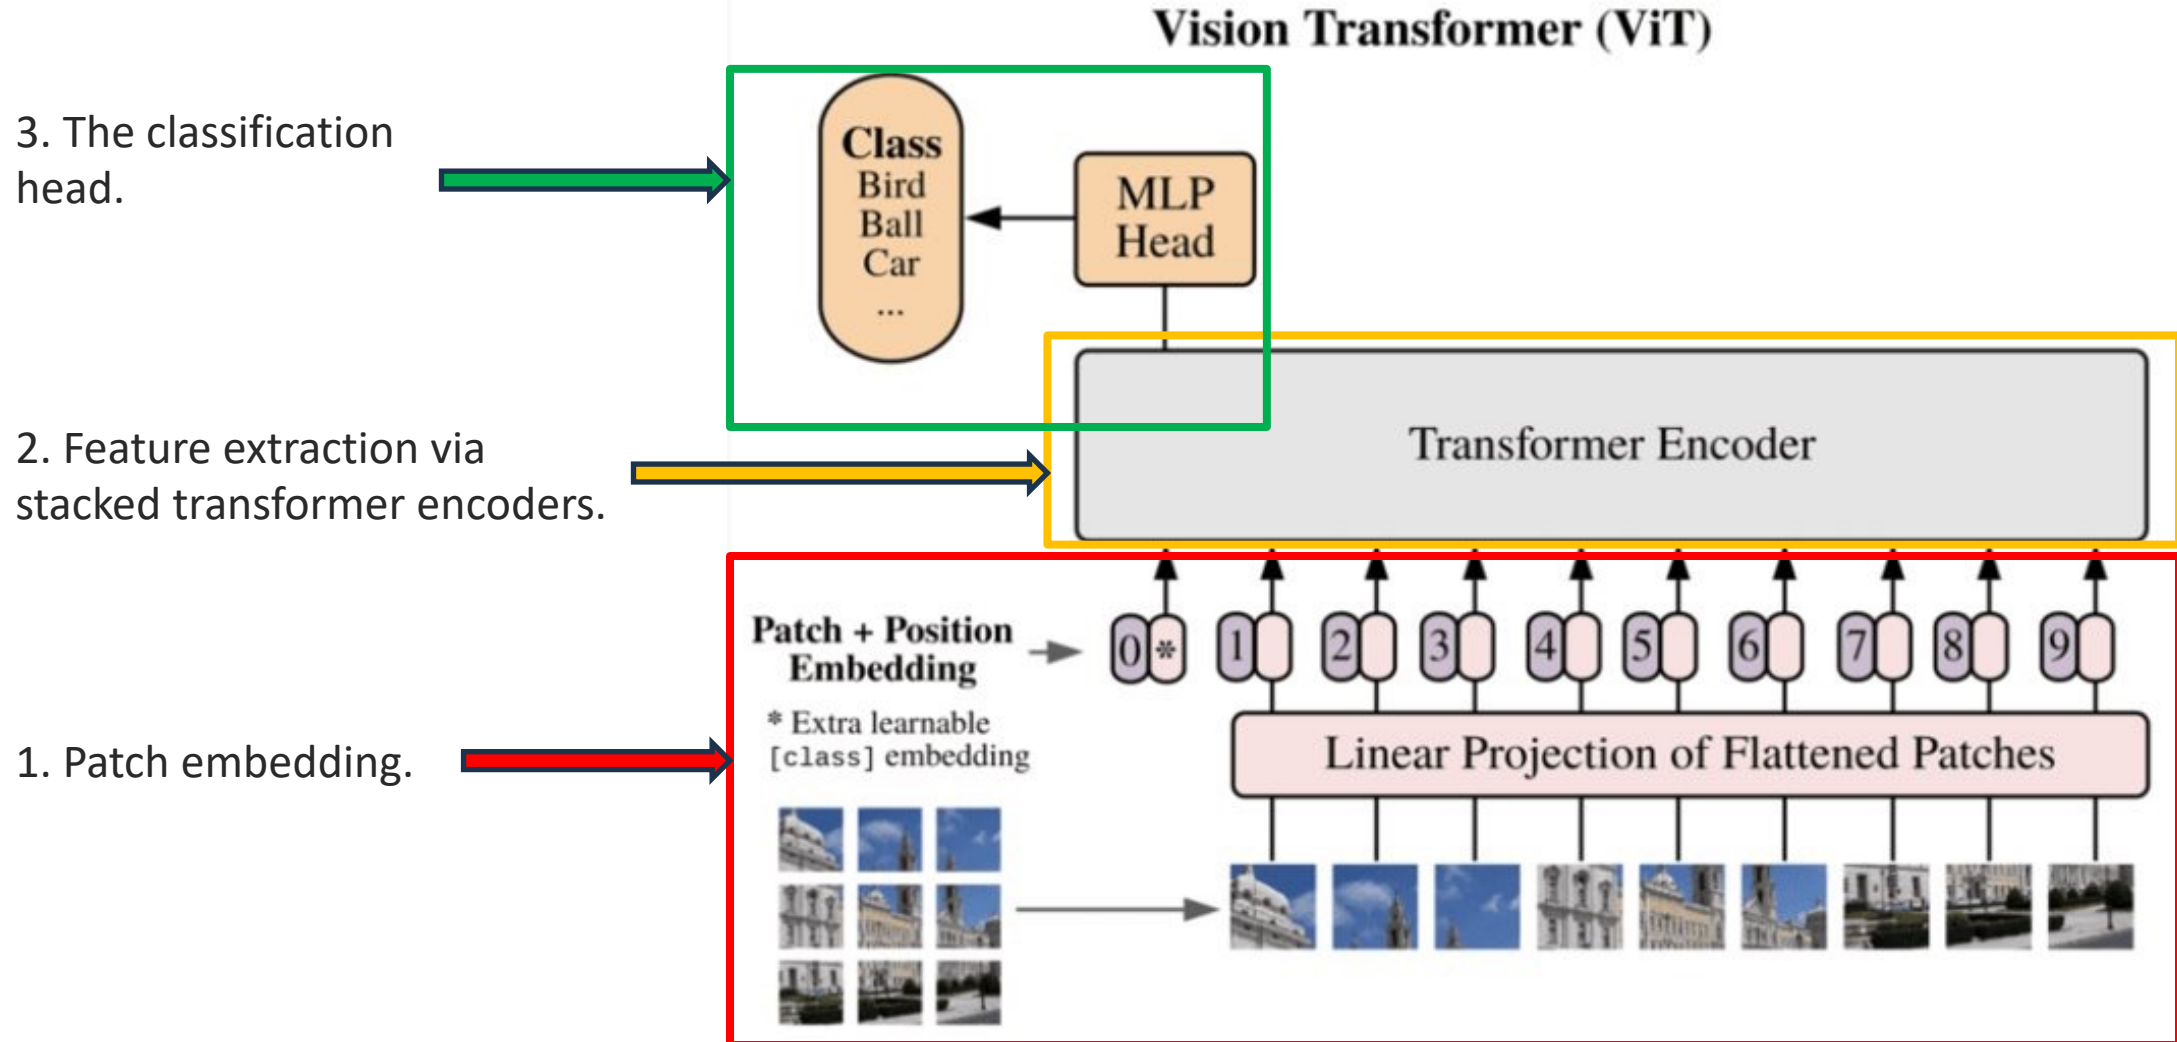 Vision Transformer (ViT)
3. The classification
head.
Class
Bird
Ball
Car
...
MLP
Head
2. Feature extraction via
stacked transformer encoders.
Transformer Encoder
Patch + Position
Embedding
* Extra learnable
[class] embedding
0 * 1 2 3 4 5 6 7 8 9
1. Patch embedding.
Linear Projection of Flattened Patches